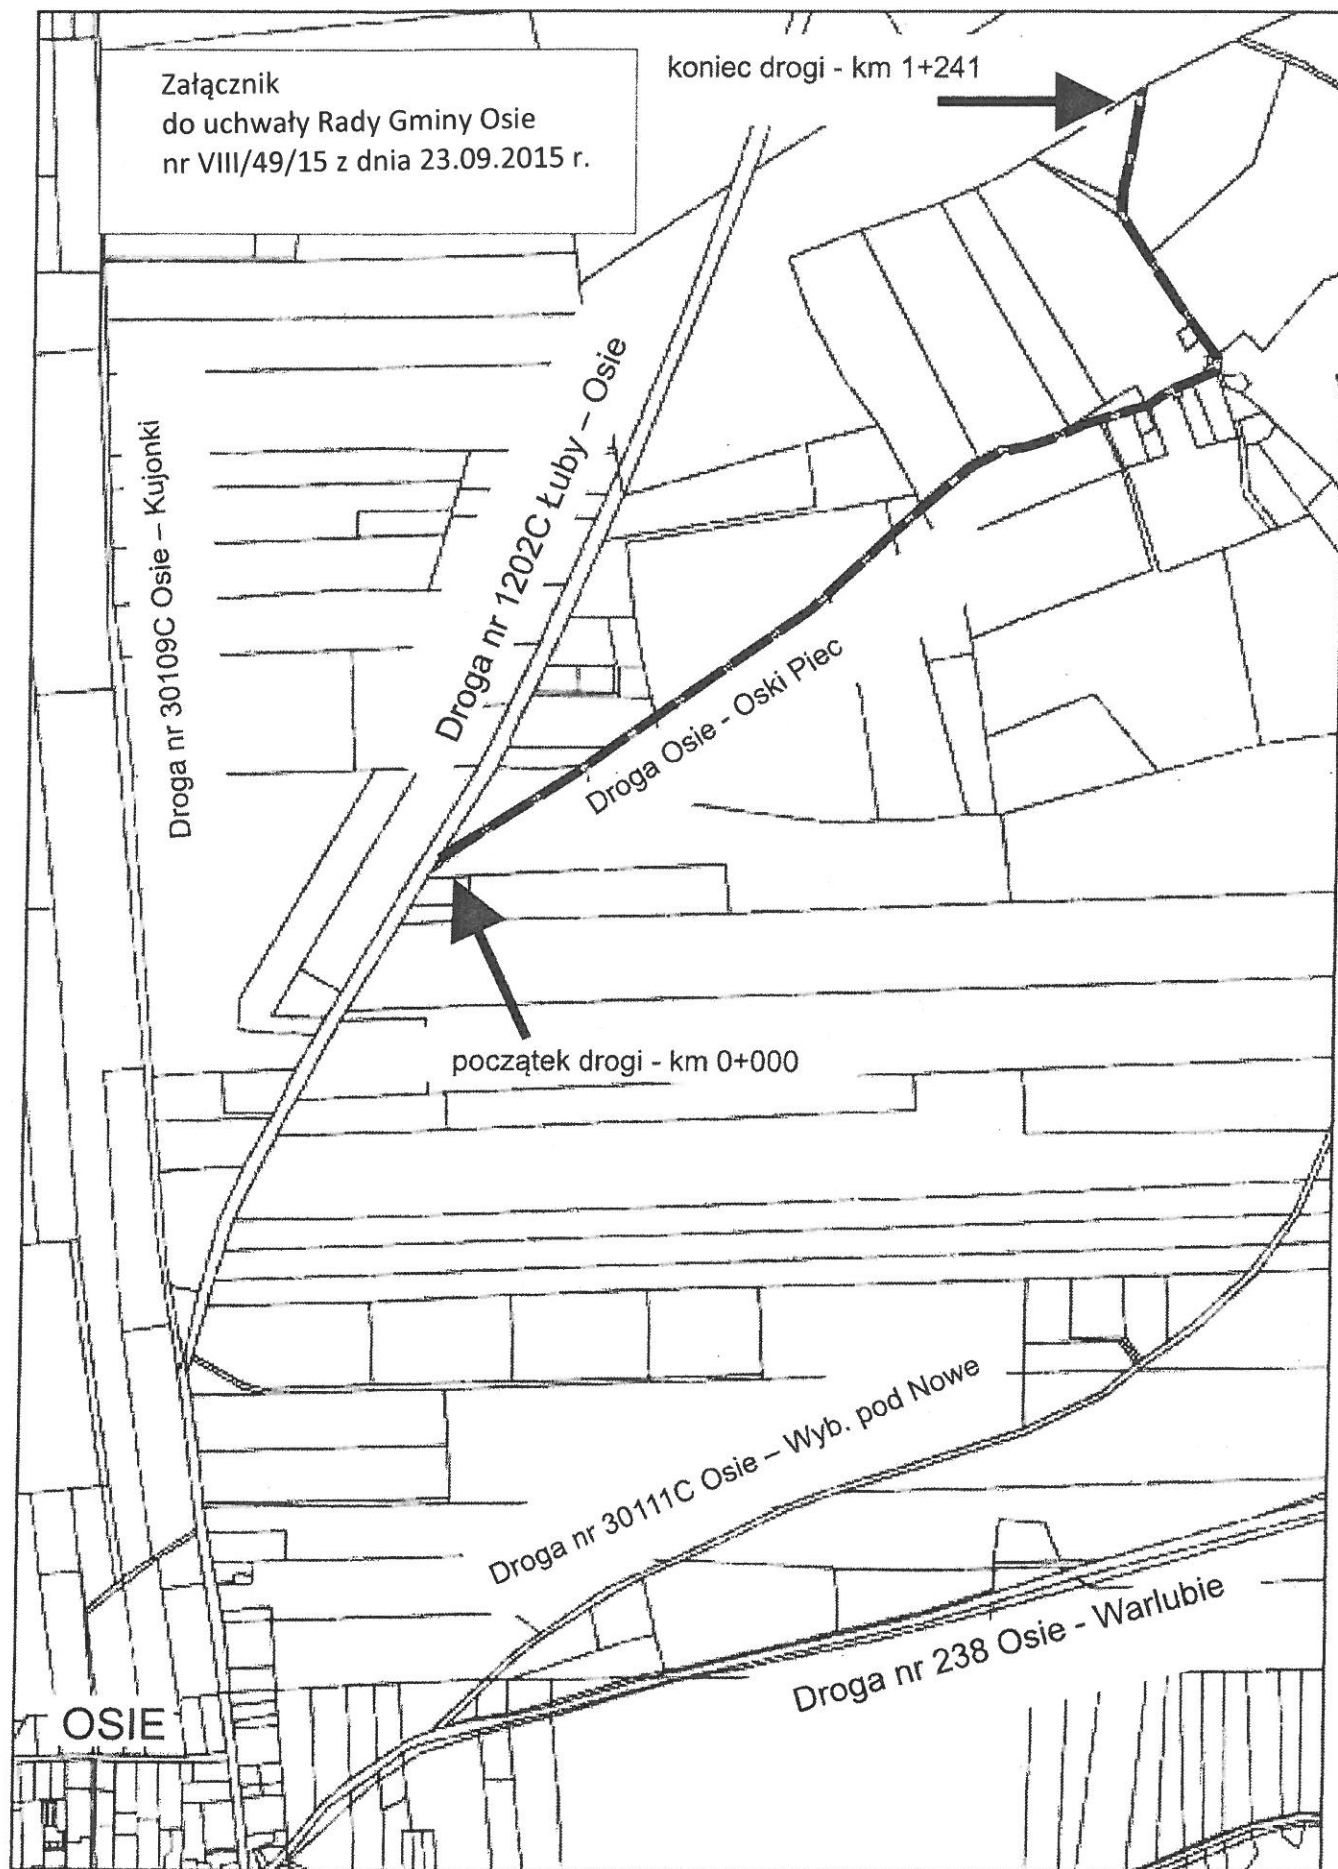 Załącznik
do uchwały Rady Gminy Osie
nr VIII/49/15 z dnia 23.09.2015 r.
koniec drogi - km 1+241
Droga nr 30109C Osie – Kujonki
Droga nr 1202C Łuby – Osie
Droga Osie - Oski Piec
początek drogi - km 0+000
Droga nr 30111C Osie – Wyb. pod Nowe
Droga nr 238 Osie - Warlubie
OSIE